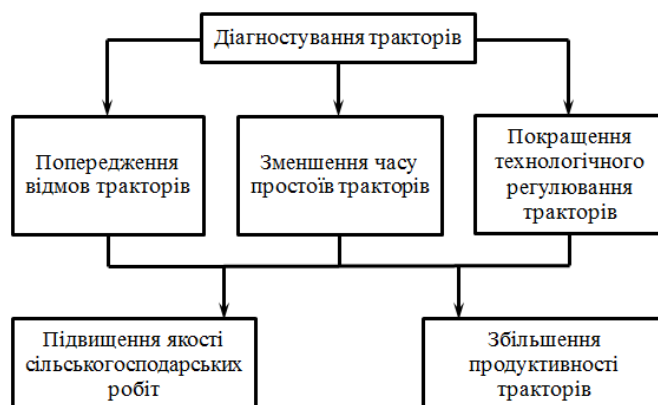 Діагностування тракторів
Попередження
відмов тракторів
Зменшення часу
простоїв тракторів
Покращення
технологічного
регулювання
тракторів
Підвищення якості
сільськогосподарських
робіт
Збільшення
продуктивності
тракторів